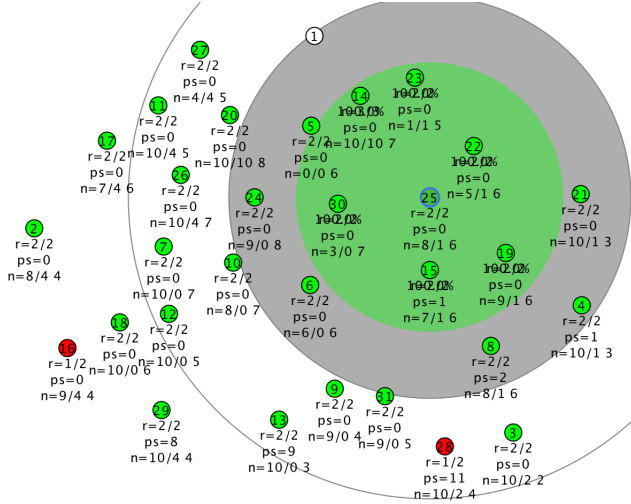 1
27
r=2/2
ps=0
n=4/4 5
23
ps=0
n=1/1 5
14
ps=0
n=10/10 7
11
r=2/2
ps=0
n=10/4 5
20
r=2/2
ps=0
n=10/10 8
5
r=2/2
ps=0
n=0/0 6
17
r=2/2
ps=0
n=7/4 6
22
ps=0
n=5/1 6
26
r=2/2
ps=0
n=10/4 7
24
r=2/2
ps=0
n=9/0 8
30
ps=0
n=3/0 7
25
r=2/2
ps=0
n=8/1 6
21
r=2/2
ps=0
n=10/1 3
2
r=2/2
ps=0
n=8/4 4
7
r=2/2
ps=0
n=10/0 7
10
r=2/2
ps=0
n=8/0 7
19
ps=0
n=9/1 6
15
ps=1
n=7/1 6
6
r=2/2
ps=0
n=6/0 6
4
r=2/2
ps=1
n=10/1 3
18
r=2/2
ps=0
n=10/0 6
12
r=2/2
ps=0
n=10/0 5
16
r=1/2
ps=0
n=9/4 4
8
r=2/2
ps=2
n=8/1 6
9
r=2/2
ps=0
n=9/0 4
31
r=2/2
ps=0
n=9/0 5
29
r=2/2
ps=8
n=10/4 4
13
r=2/2
ps=9
n=10/0 3
28
r=1/2
ps=11
n=10/2 4
3
r=2/2
ps=0
n=10/2 2